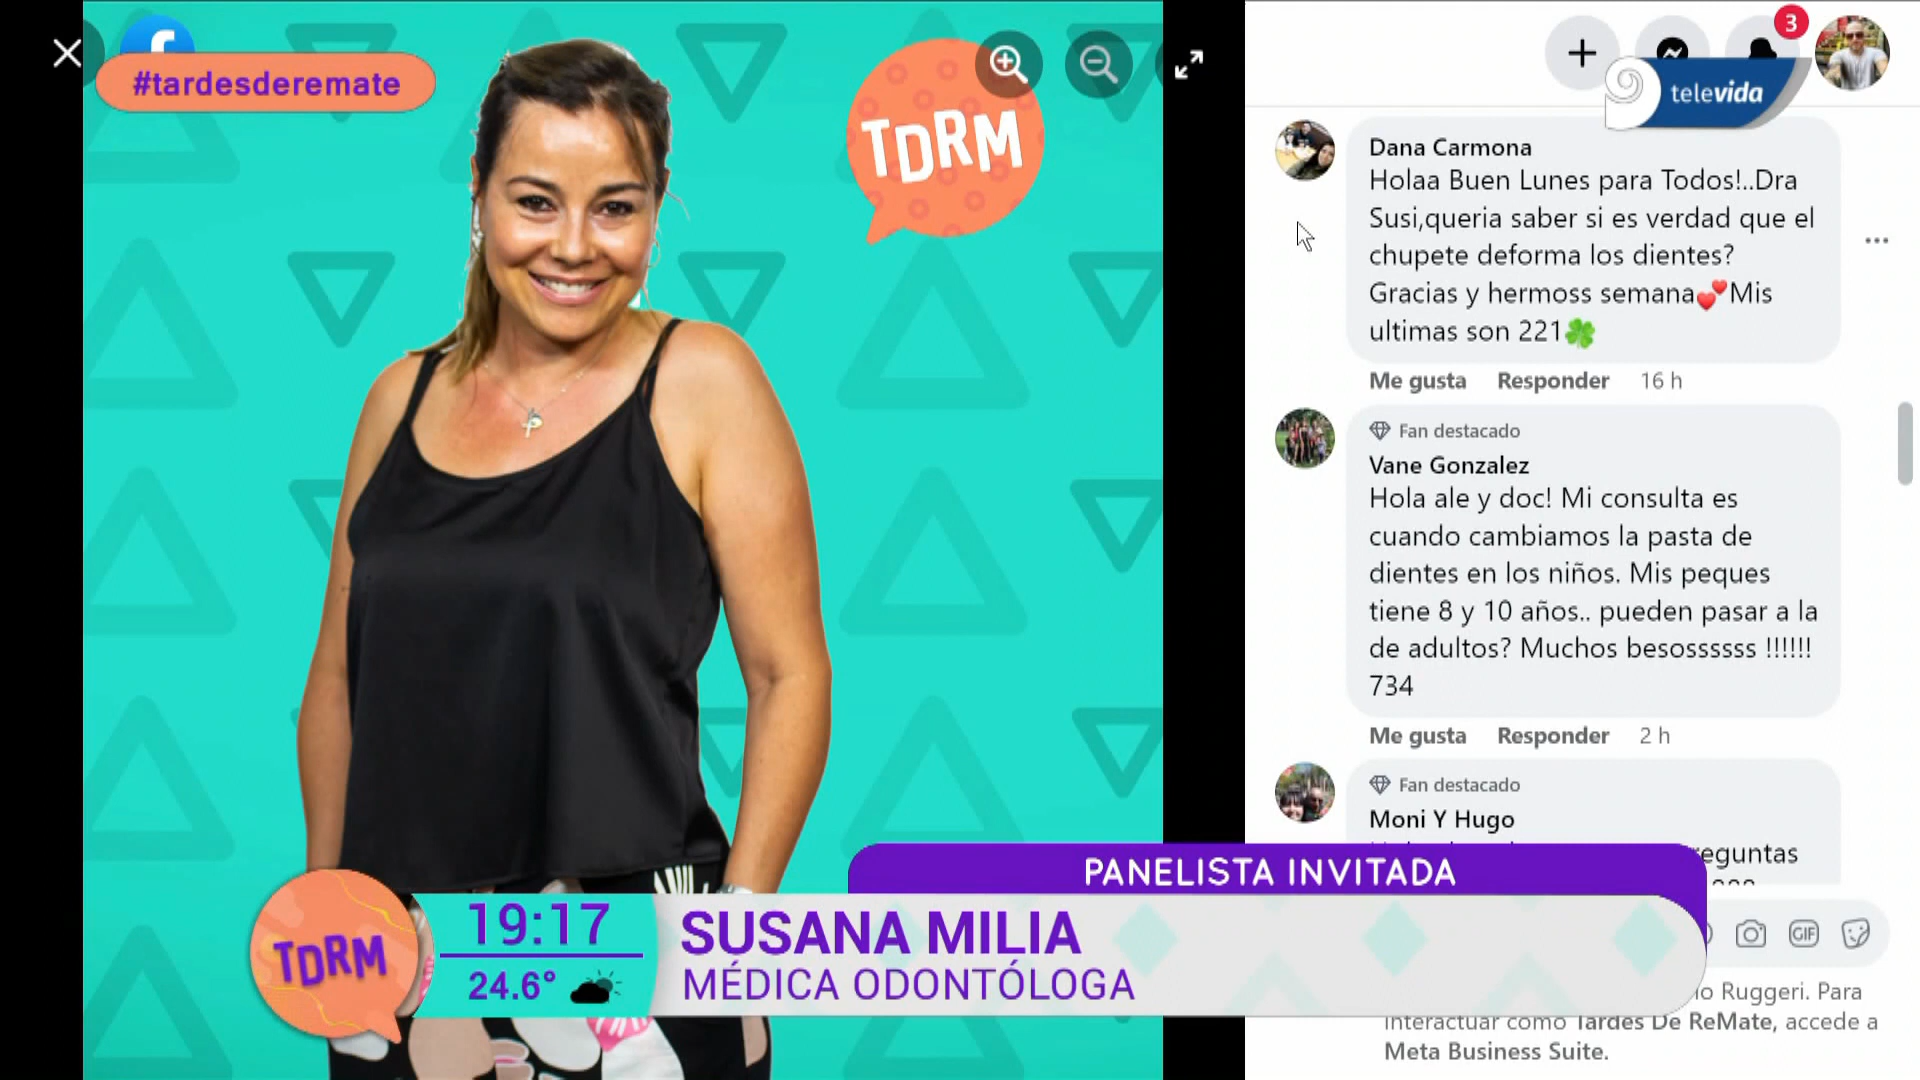 #tardesderemate
TDRM
3
televida
Dana Carmona
Holaa Buen Lunes para Todos!..Dra
Susi,queria saber si es verdad que el
chupete deforma los dientes?
Gracias y hermoss semana💕Mis
ultimas son 221🍀
Me gusta Responder 16 h
Fan destacado
Vane Gonzalez
Hola ale y doc! Mi consulta es
cuando cambiamos la pasta de
dientes en los niños. Mis peques
tiene 8 y 10 años.. pueden pasar a la
de adultos? Muchos besossssss !!!!!!
734
Me gusta Responder 2 h
Fan destacado
Moni Y Hugo
PANELISTA INVITADA
TDRM
19:17
24.6°
SUSANA MILIA
MÉDICA ODONTÓLOGA
GIF
Ruggeri. Para
interactuar como Tardes De ReMate, accede a
Meta Business Suite.